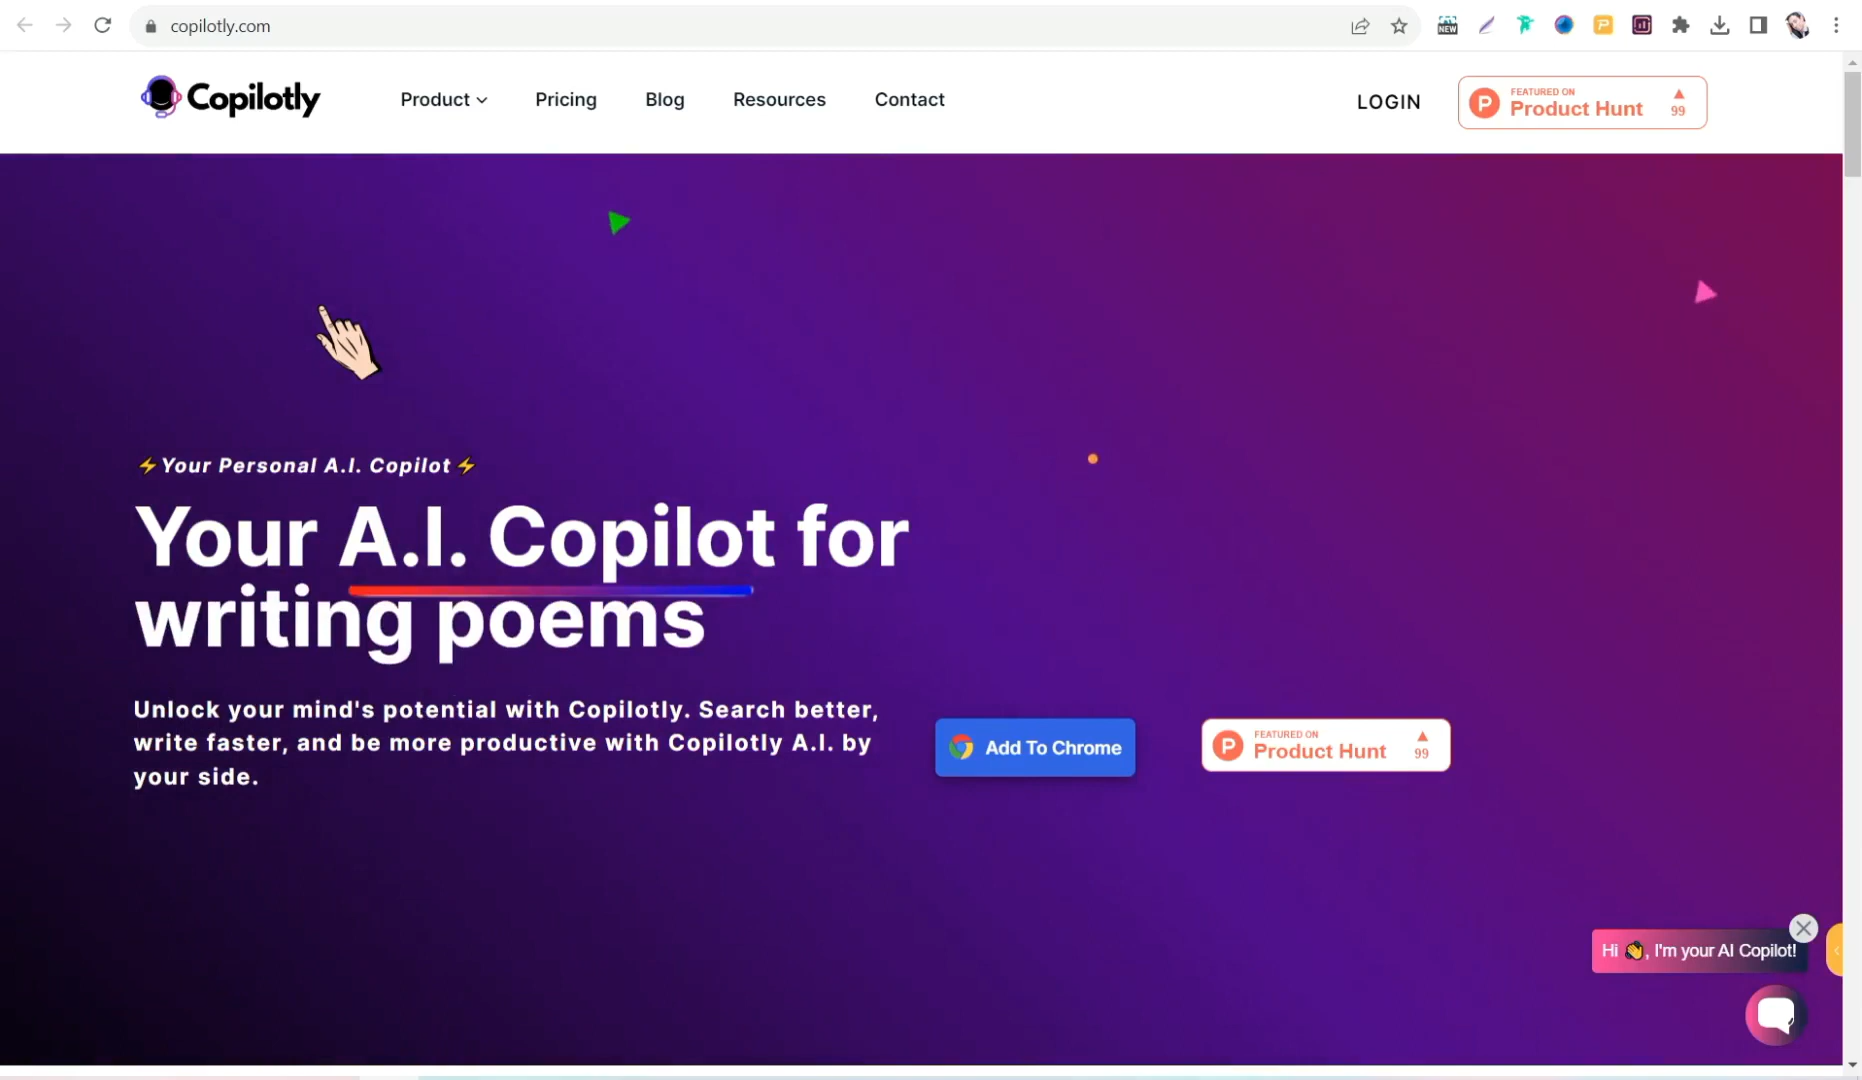 copilotly.com
NEW
Copilotly
Product
Pricing
Blog
Resources
Contact
LOGIN
P
FEATURED ON
Product Hunt
99
⚡Your Personal A.I. Copilot⚡
Your A.I. Copilot for
writing poems
Unlock your mind's potential with Copilotly. Search better,
write faster, and be more productive with Copilotly A.I. by
your side.
Add To Chrome
P
FEATURED ON
Product Hunt
99
Hi 👋, I'm your AI Copilot!